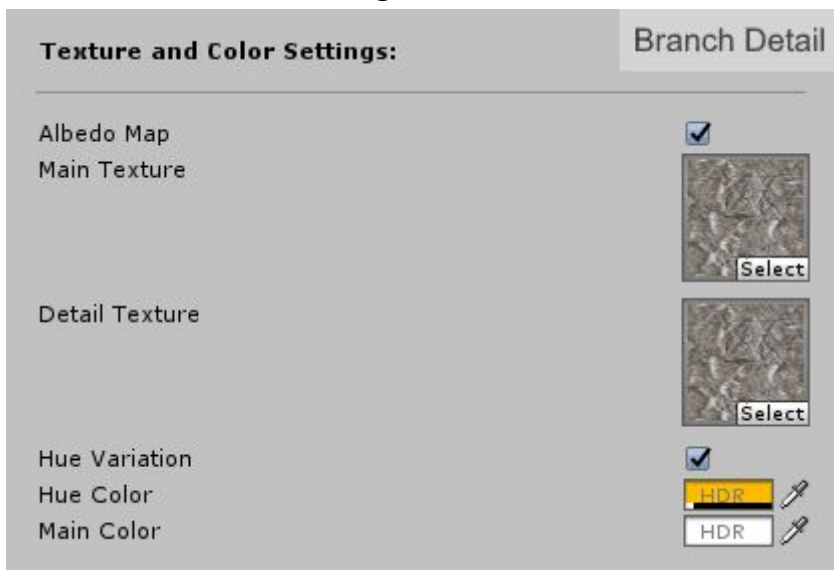 Texture and Color Settings:
Branch Detail
Albedo Map
Main Texture
Select
Detail Texture
Select
Hue Variation
Hue Color
HDR
Main Color
HDR